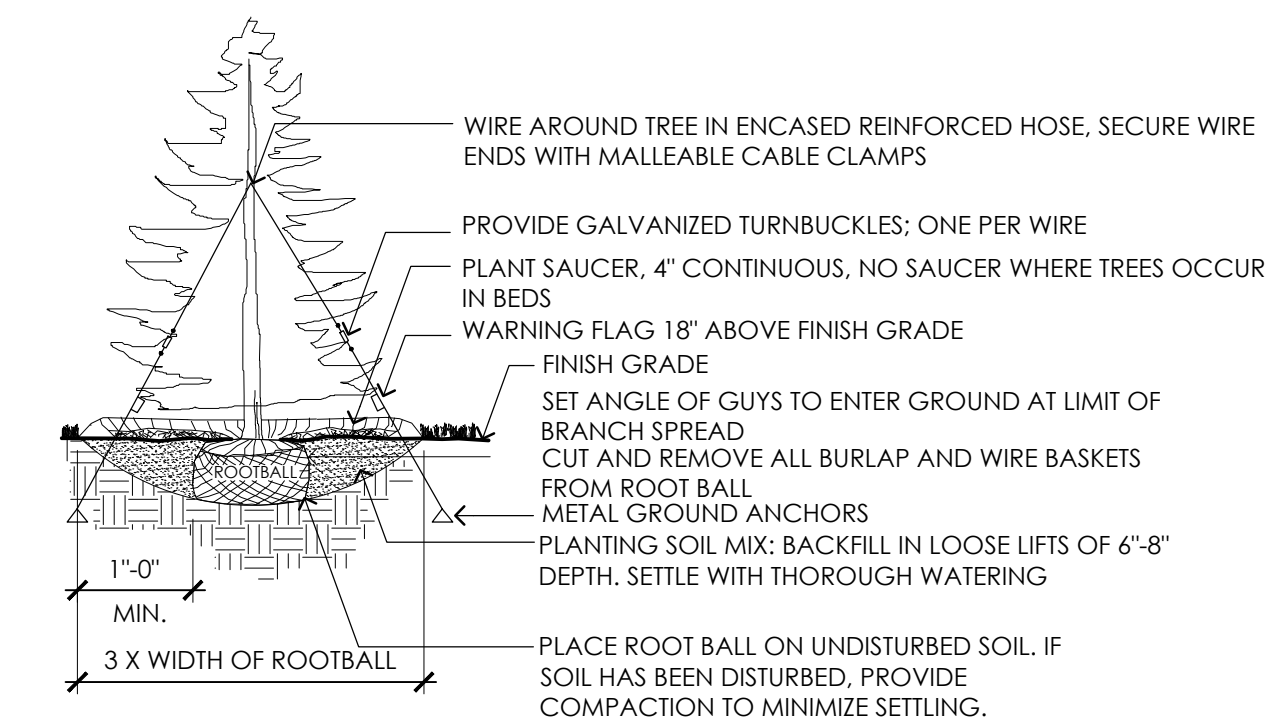 WIRE AROUND TREE IN ENCASED REINFORCED HOSE, SECURE WIRE
ENDS WITH MALLEABLE CABLE CLAMPS
PROVIDE GALVANIZED TURNBUCKLES; ONE PER WIRE
PLANT SAUCER, 4" CONTINUOUS, NO SAUCER WHERE TREES OCCUR
IN BEDS
WARNING FLAG 18" ABOVE FINISH GRADE
FINISH GRADE
SET ANGLE OF GUYS TO ENTER GROUND AT LIMIT OF
BRANCH SPREAD
CUT AND REMOVE ALL BURLAP AND WIRE BASKETS
FROM ROOT BALL
ROOTBALL
METAL GROUND ANCHORS
PLANTING SOIL MIX: BACKFILL IN LOOSE LIFTS OF 6"-8"
DEPTH. SETTLE WITH THOROUGH WATERING
1"-0"
MIN.
3 X WIDTH OF ROOTBALL
PLACE ROOT BALL ON UNDISTURBED SOIL. IF
SOIL HAS BEEN DISTURBED, PROVIDE
COMPACTION TO MINIMIZE SETTLING.